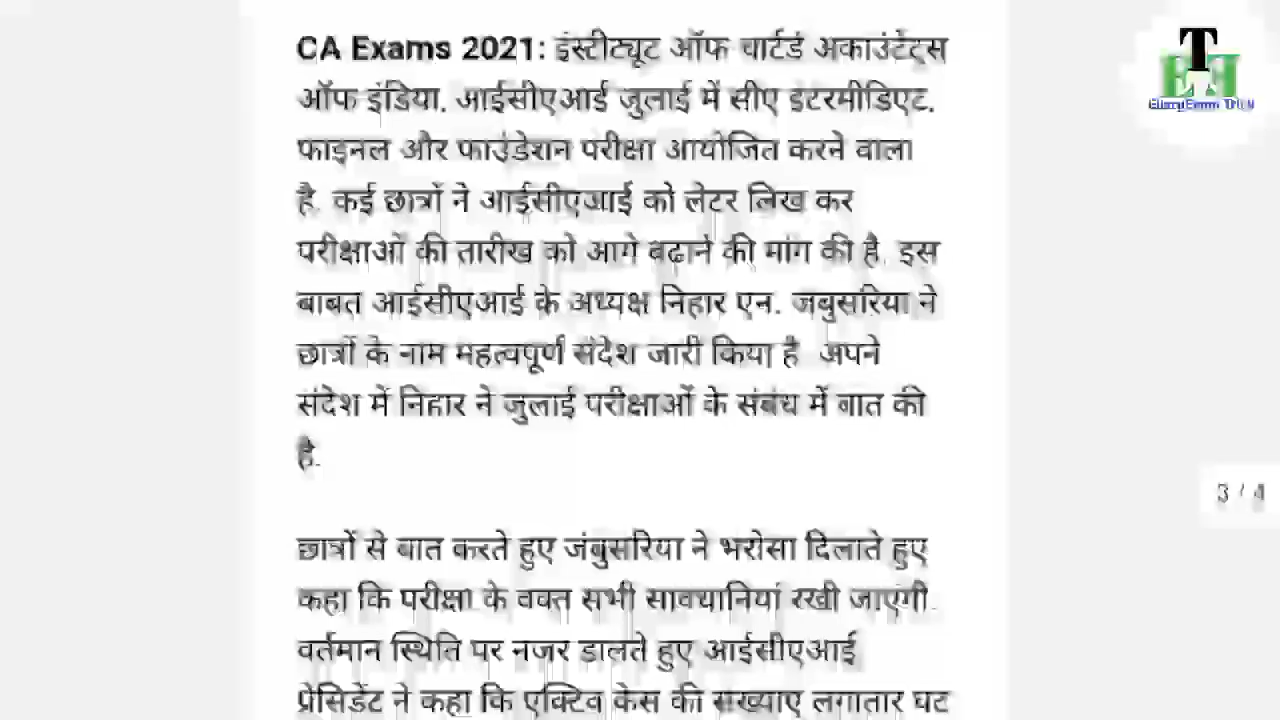 CA Exams 2021: इंस्टीट्यूट ऑफ चार्टर्ड अकाउंटेंट्स
ऑफ इंडिया, आईसीएआई जुलाई में सीए इंटरमीडिएट,
फाइनल और फाउंडेशन परीक्षा आयोजित करने वाला
है. कई छात्रों ने आईसीएआई को लेटर लिख कर
परीक्षाओं की तारीख को आगे बढाने की मांग की है. इस
बाबत आईसीएआई के अध्यक्ष निहार एन. जंबुसरिया ने
छात्रों के नाम महत्वपूर्ण संदेश जारी किया है. अपने
संदेश में निहार ने जुलाई परीक्षाओं के संबंध में बात की
है.
छात्रों से बात करते हुए जंबुसरिया ने भरोसा दिलाते हुए
कहा कि परीक्षा के वक्त सभी सावधानियां रखी जाएंगी.
वर्तमान स्थिति पर नजर डालते हुए आईसीएआई
प्रेसिडेंट ने कहा कि एक्टिव केस की संख्याएं लगातार घट
3 / 4